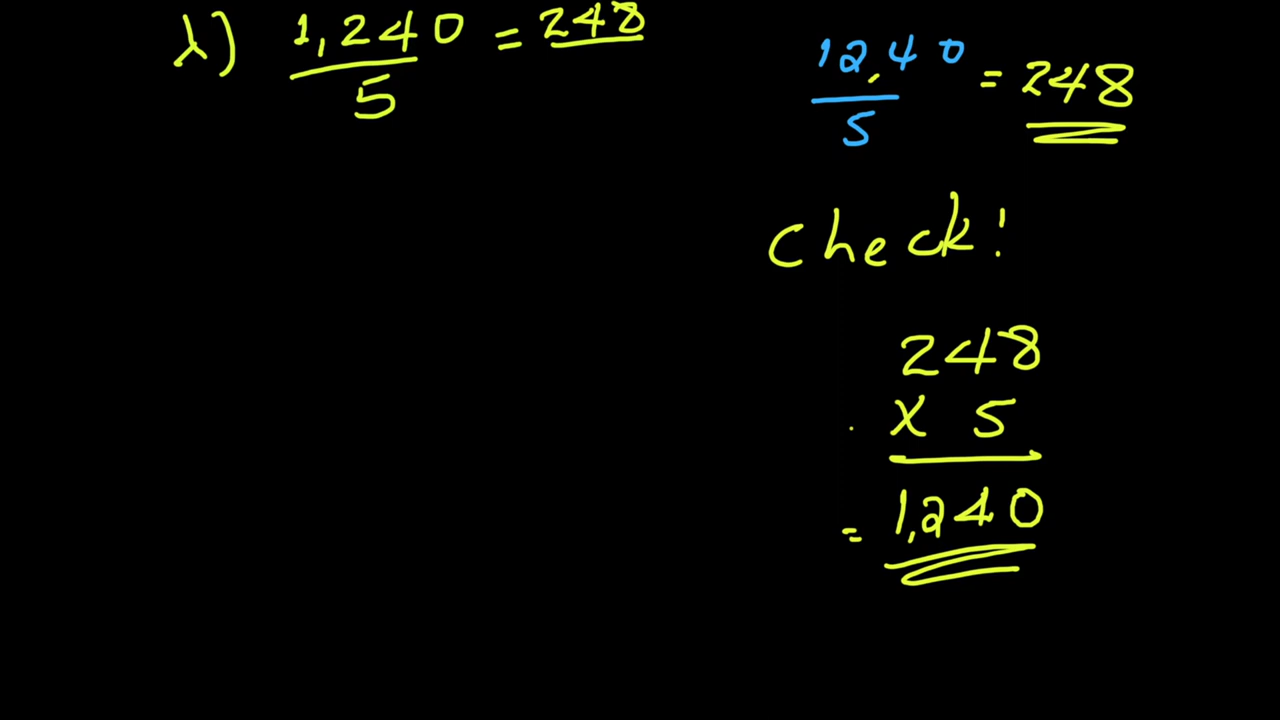 λ) 1,240 = 248
5
12,40 = 248
5
Check!
248
x 5
= 1,240